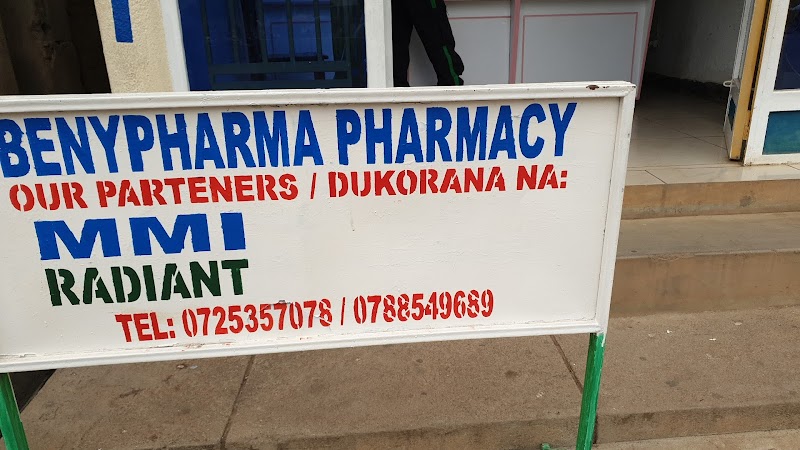 BENYPHARMA PHARMACY
OUR PARTENERS / DUKORANA NA:
MMI
RADIANT
TEL: 0725357078 / 0788549689